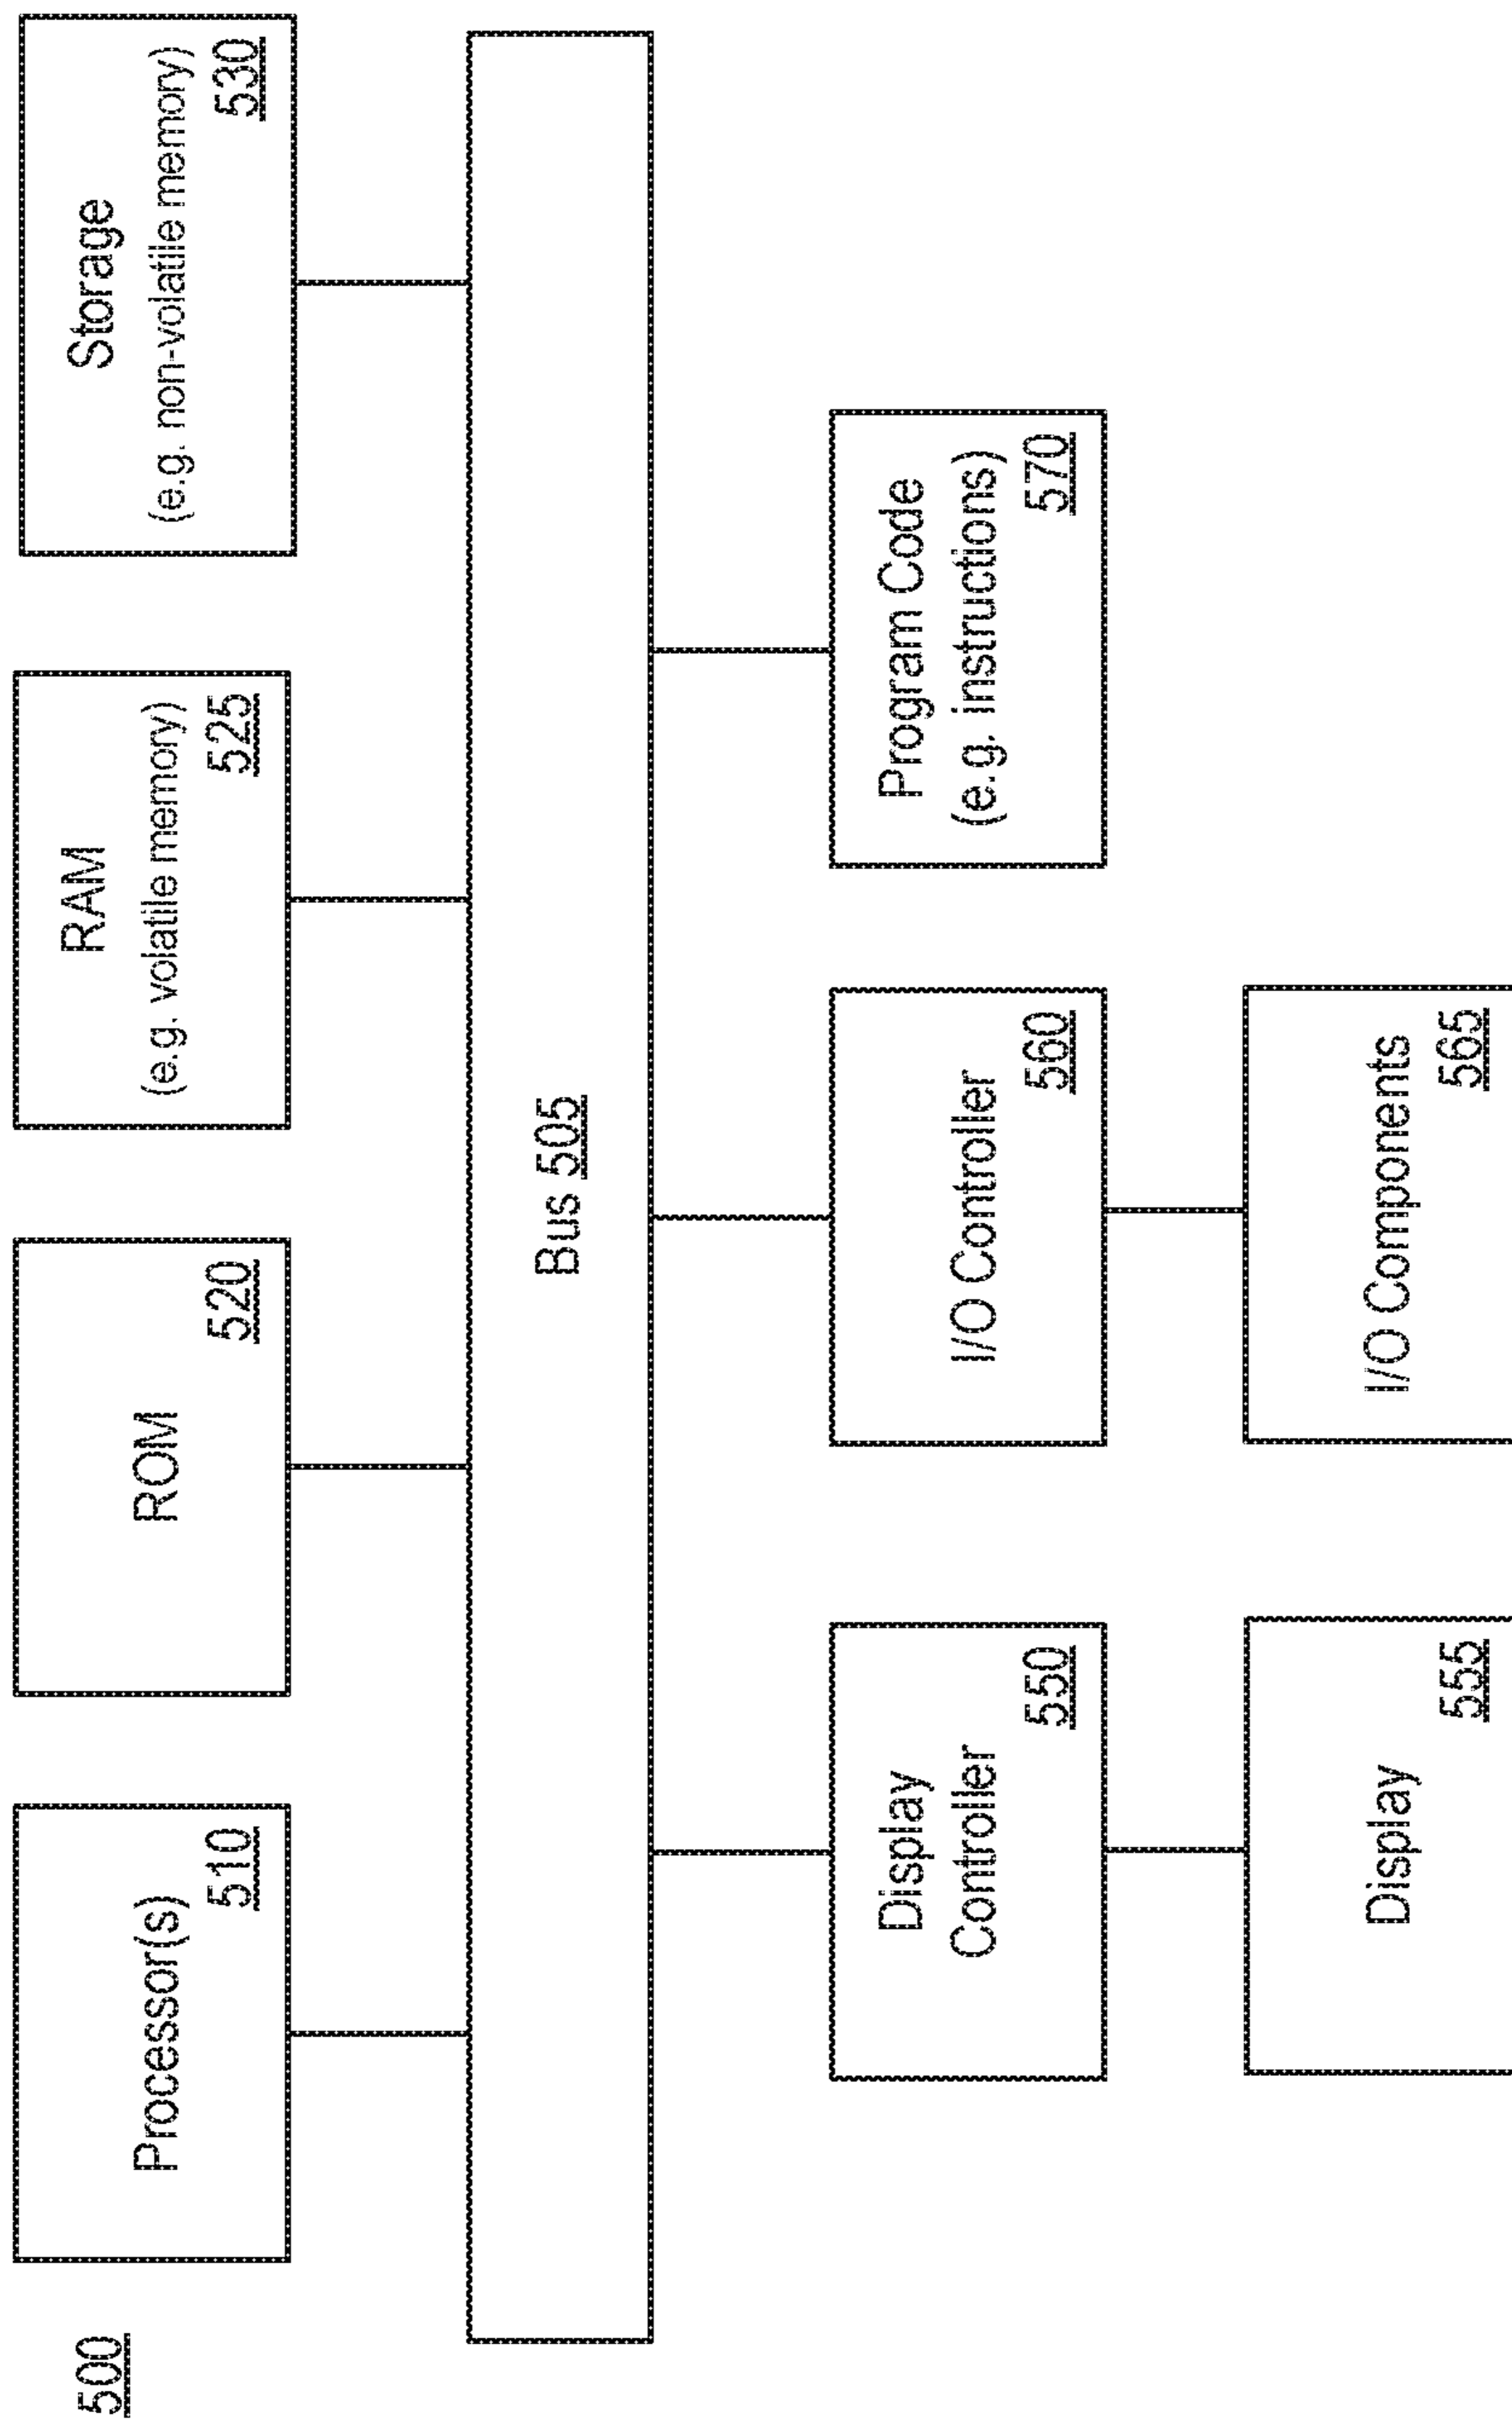 500
Processor(s)
510
ROM
520
RAM
(e.g. volatile memory)
525
Storage
(e.g. non-volatile memory)
530
Bus 505
Display
Controller
550
I/O Controller
560
Program Code
(e.g. instructions)
570
Display
555
I/O Components
565